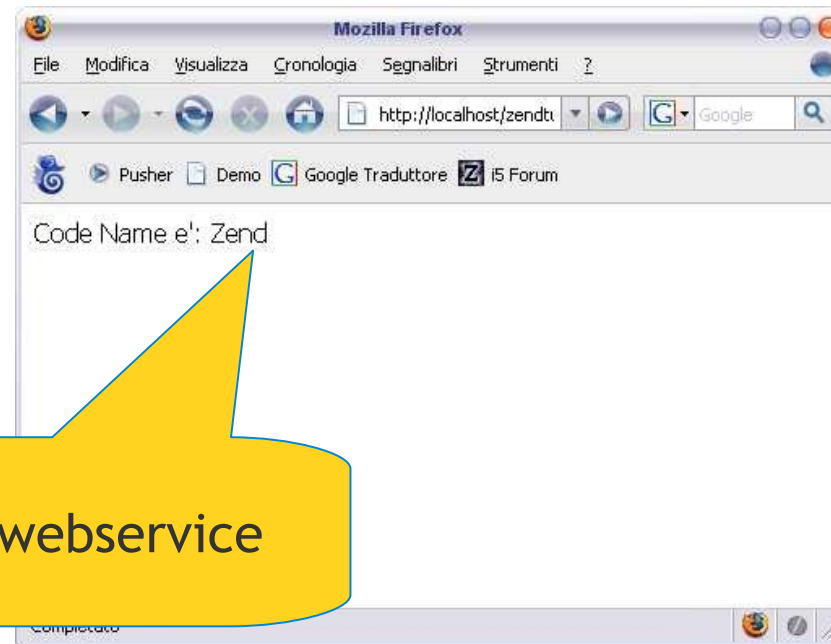 Mozilla Firefox
File Modifica Visualizza Cronologia Segnalibri Strumenti ?
http://localhost/zendtu G Google
Pusher Demo G Google Traduttore Z i5 Forum
Code Name e': Zend
webservice
Completato